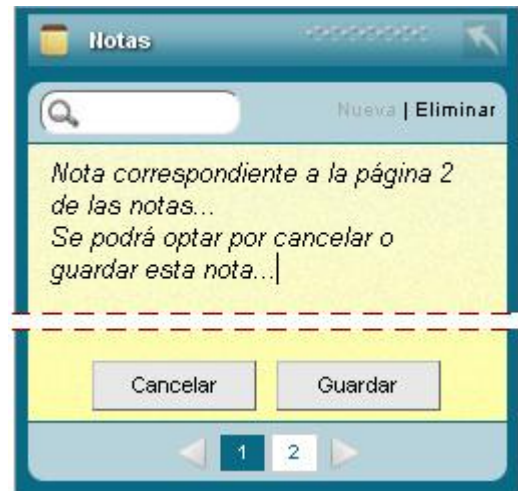 Notas
Nueva | Eliminar
Nota correspondiente a la página 2
de las notas...
Se podrá optar por cancelar o
guardar esta nota...
Cancelar Guardar
1 2